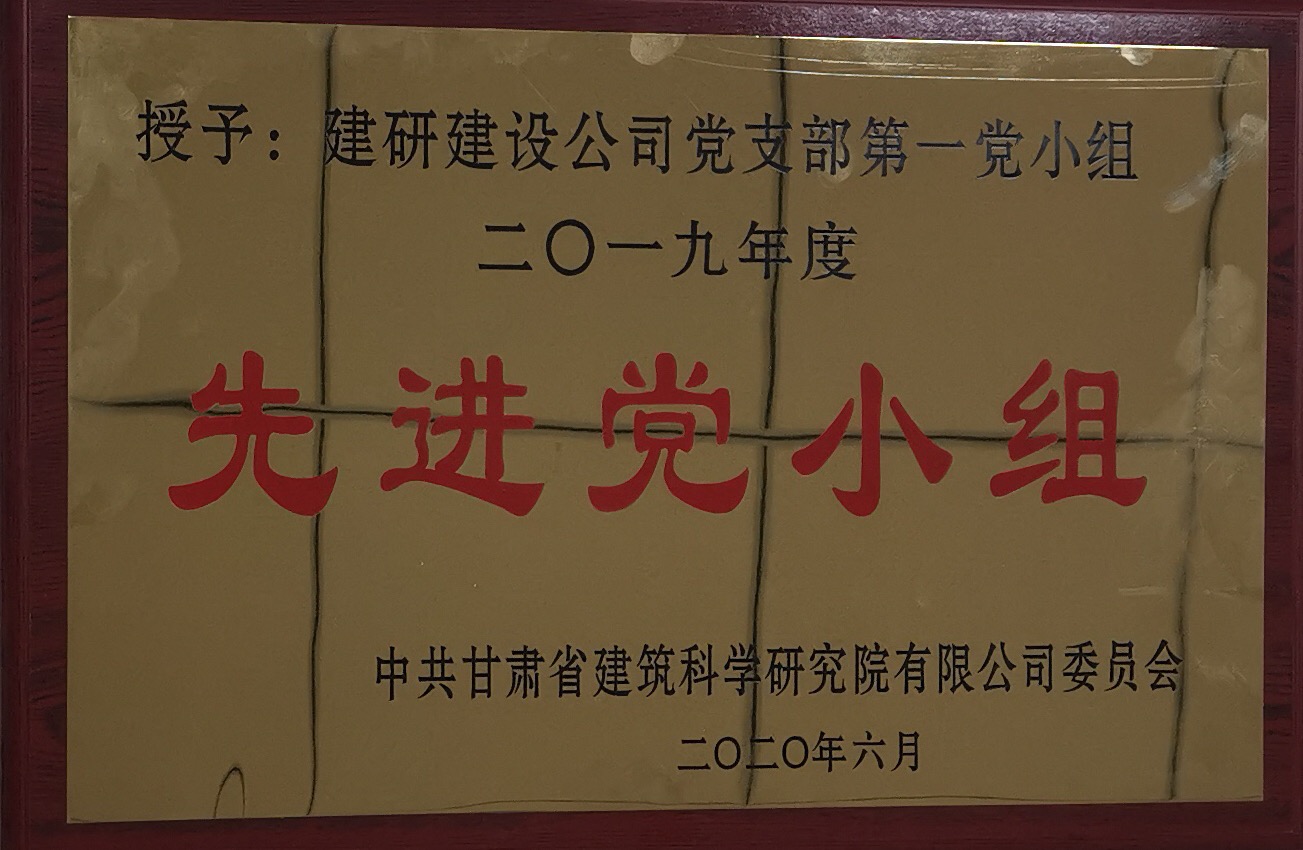 授予：建研建设公司党支部第一党小组
二〇一九年度
先进党小组
中共甘肃省建筑科学研究院有限公司委员会
二〇二〇年六月